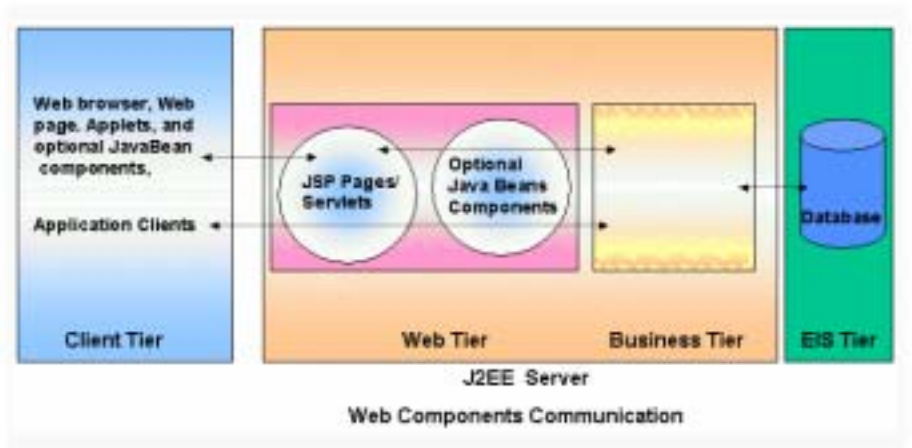 Web browser, Web
page. Applets, and
optional JavaBean
components,
Application Clients
Client Tier
JSP Pages/
Servlets
Optional
Java Beans
Components
Web Tier
Business Tier
Database
EIS Tier
J2EE Server
Web Components Communication